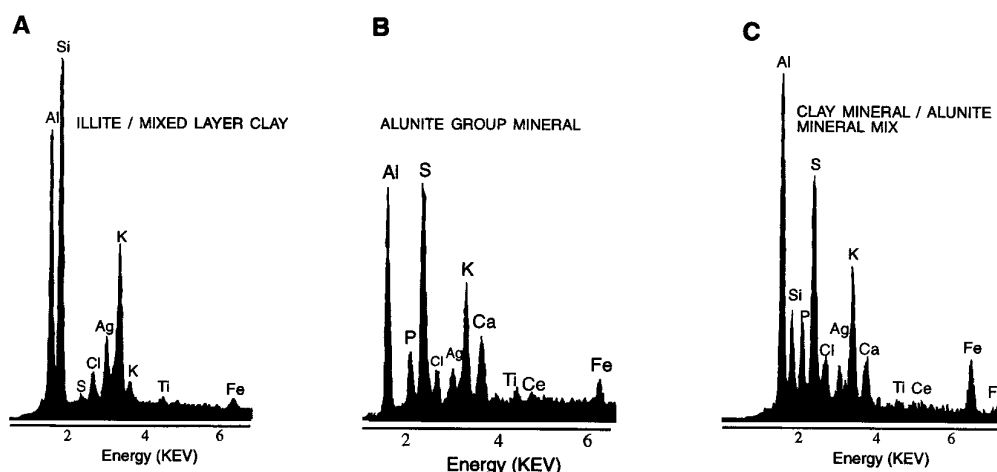 A
Si
Al
ILLITE / MIXED LAYER CLAY
K
Ag
Cl
S
K
Ti
Fe
2 4 6
Energy (KEV)
B
ALUNITE GROUP MINERAL
Al
S
K
P
Ca
Cl
Ag
Ti
Ce
Fe
2 4 6
Energy (KEV)
C
Al
CLAY MINERAL / ALUNITE
MINERAL MIX
S
K
Si
P
Ag
Cl
Ca
Fe
Ti
Ce
F
2 4 6
Energy (KEV)